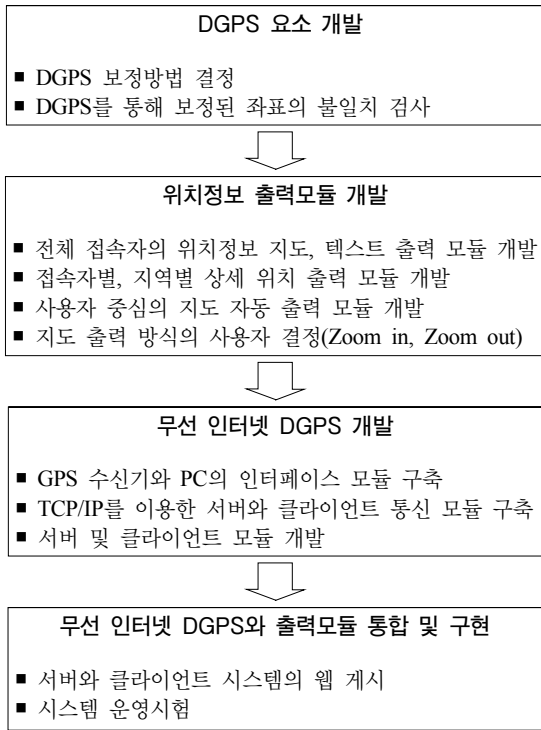 DGPS 요소 개발
■ DGPS 보정방법 결정
■ DGPS를 통해 보정된 좌표의 불일치 검사
위치정보 출력모듈 개발
■ 전체 접속자의 위치정보 지도, 텍스트 출력 모듈 개발
■ 접속자별, 지역별 상세 위치 출력 모듈 개발
■ 사용자 중심의 지도 자동 출력 모듈 개발
■ 지도 출력 방식의 사용자 결정(Zoom in, Zoom out)
무선 인터넷 DGPS 개발
■ GPS 수신기와 PC의 인터페이스 모듈 구축
■ TCP/IP를 이용한 서버와 클라이언트 통신 모듈 구축
■ 서버 및 클라이언트 모듈 개발
무선 인터넷 DGPS와 출력모듈 통합 및 구현
■ 서버와 클라이언트 시스템의 웹 게시
■ 시스템 운영시험